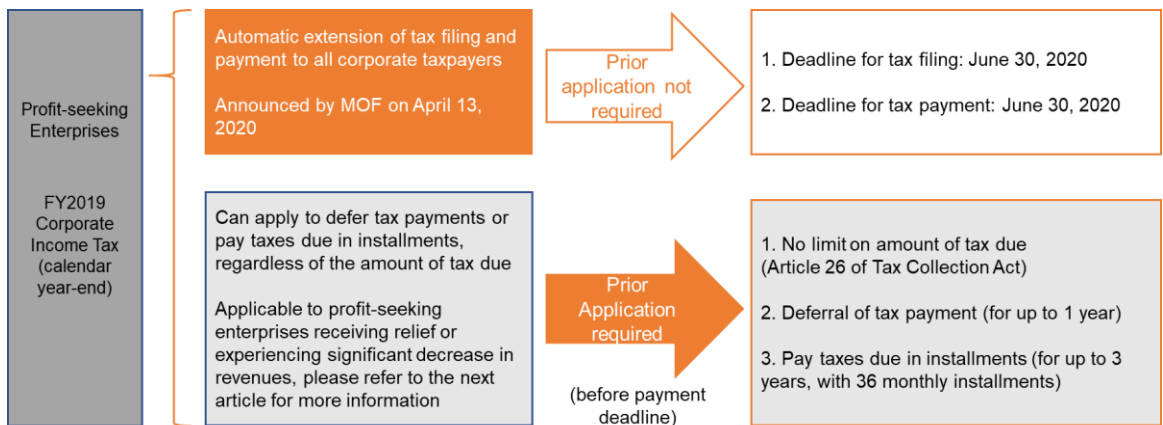 Profit-seeking
Enterprises
FY2019
Corporate
Income Tax
(calendar
year-end)
Automatic extension of tax filing and
payment to all corporate taxpayers
Announced by MOF on April 13,
2020
Prior
application not
required
1. Deadline for tax filing: June 30, 2020
2. Deadline for tax payment: June 30, 2020
Can apply to defer tax payments or
pay taxes due in installments,
regardless of the amount of tax due
Applicable to profit-seeking
enterprises receiving relief or
experiencing significant decrease in
revenues, please refer to the next
article for more information
Prior
Application
required
(before payment
deadline)
1. No limit on amount of tax due
(Article 26 of Tax Collection Act)
2. Deferral of tax payment (for up to 1 year)
3. Pay taxes due in installments (for up to 3
years, with 36 monthly installments)